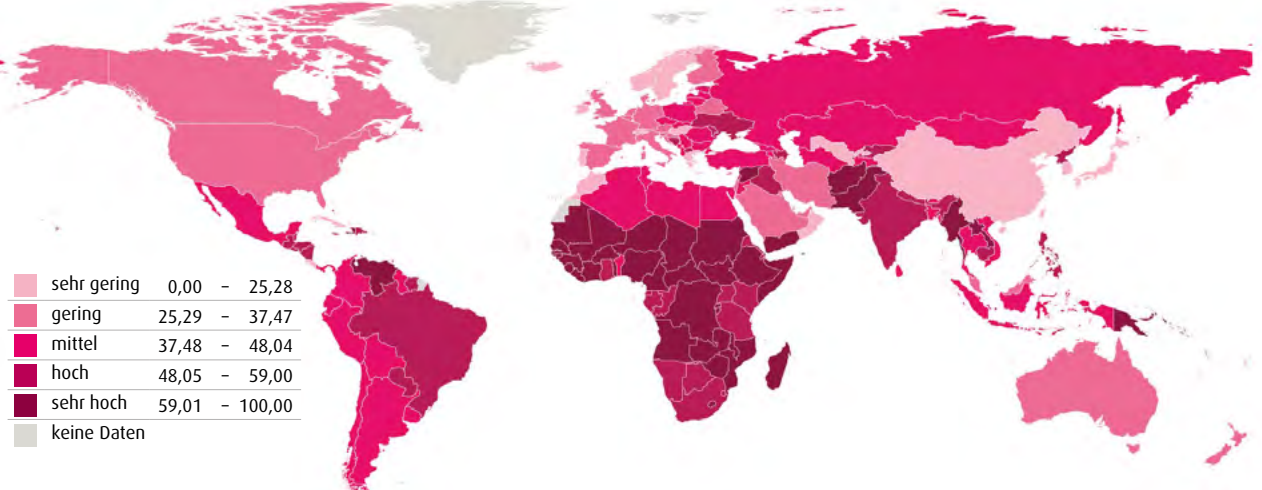 sehr gering 0,00 – 25,28
gering 25,29 – 37,47
mittel 37,48 – 48,04
hoch 48,05 – 59,00
sehr hoch 59,01 – 100,00
keine Daten